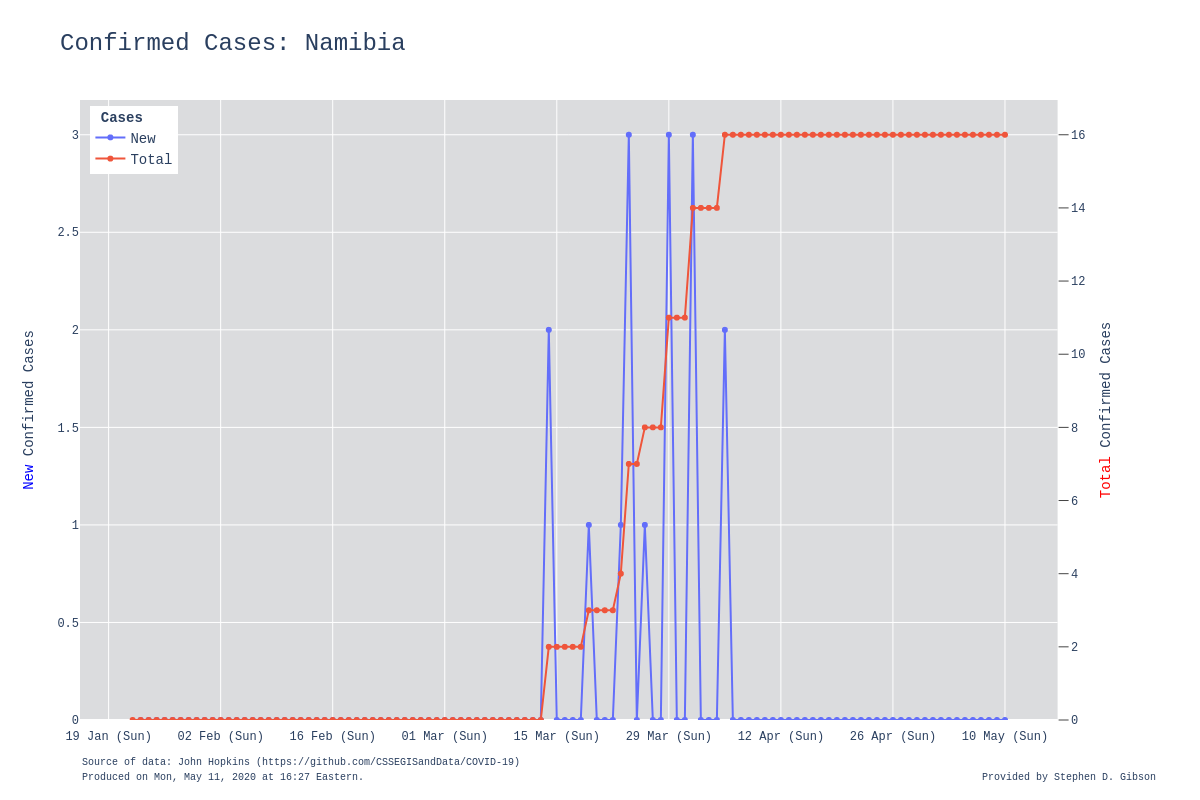 Confirmed Cases: Namibia
Cases
New
Total
3
2.5
2
1.5
1
0.5
0
New Confirmed Cases
16
14
12
10
8
6
4
2
0
Total Confirmed Cases
19 Jan (Sun) 02 Feb (Sun) 16 Feb (Sun) 01 Mar (Sun) 15 Mar (Sun) 29 Mar (Sun) 12 Apr (Sun) 26 Apr (Sun) 10 May (Sun)
Source of data: John Hopkins (https://github.com/CSSEGISandData/COVID-19)
Produced on Mon, May 11, 2020 at 16:27 Eastern.
Provided by Stephen D. Gibson